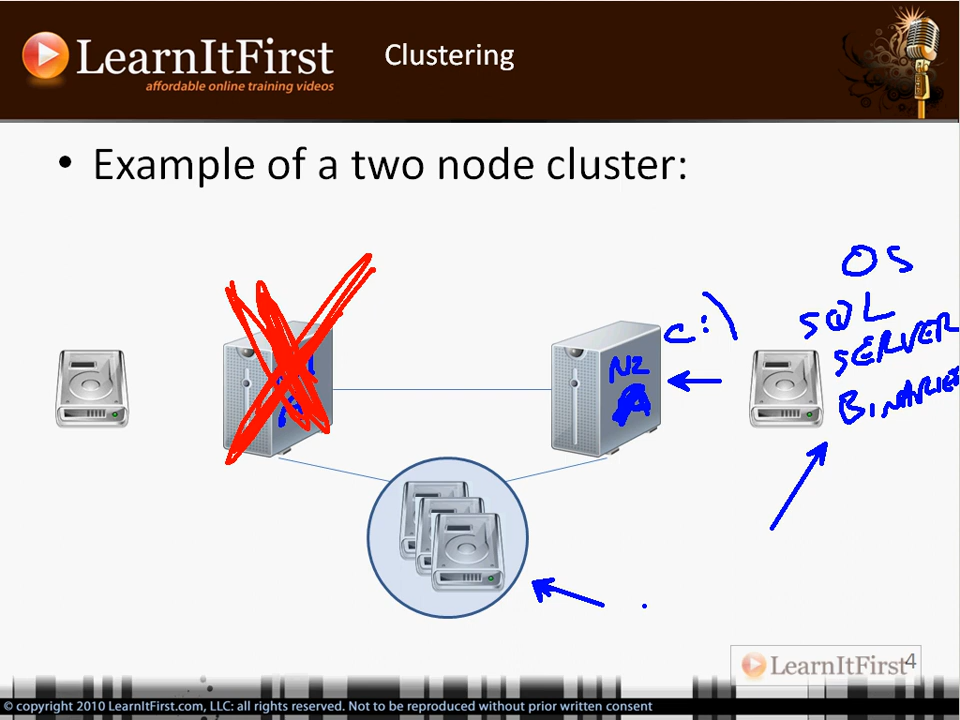 LearnItFirst
affordable online training videos
Clustering
• Example of a two node cluster:
OS
SQL
SERVER
BINARIES
C:\
N2
A
LearnItFirst
4
© copyright 2010 LearnItFirst.com, LLC: all rights reserved. Not to be reproduced without prior written consent